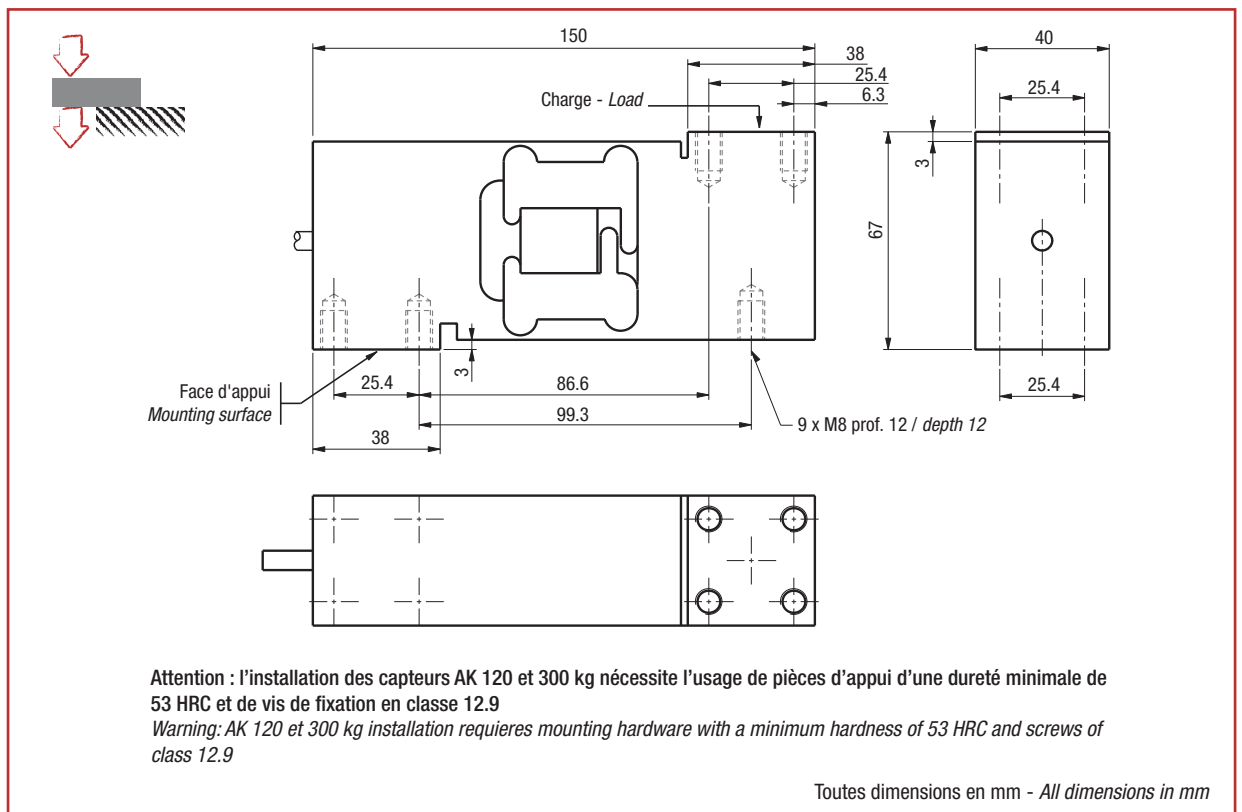 150
40
38
25.4
25.4
6.3
Charge - Load
3
67
3
Face d'appui
Mounting surface
25.4
86.6
25.4
99.3
9 x M8 prof. 12 / depth 12
38
Attention : l'installation des capteurs AK 120 et 300 kg nécessite l'usage de pièces d'appui d'une dureté minimale de
53 HRC et de vis de fixation en classe 12.9
Warning: AK 120 et 300 kg installation requieres mounting hardware with a minimum hardness of 53 HRC and screws of
class 12.9
Toutes dimensions en mm - All dimensions in mm